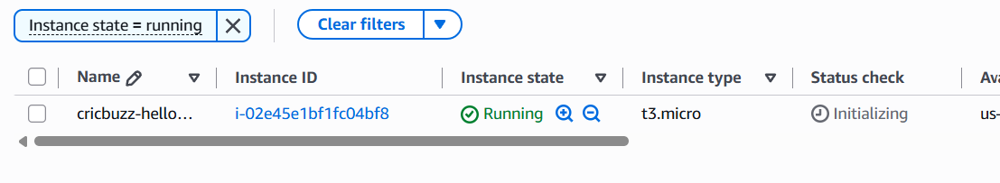 Instance state = running
Clear filters
Name Instance ID Instance state Instance type Status check Ava
cricbuzz-hello… i-02e45e1bf1fc04bf8 Running t3.micro Initializing us-